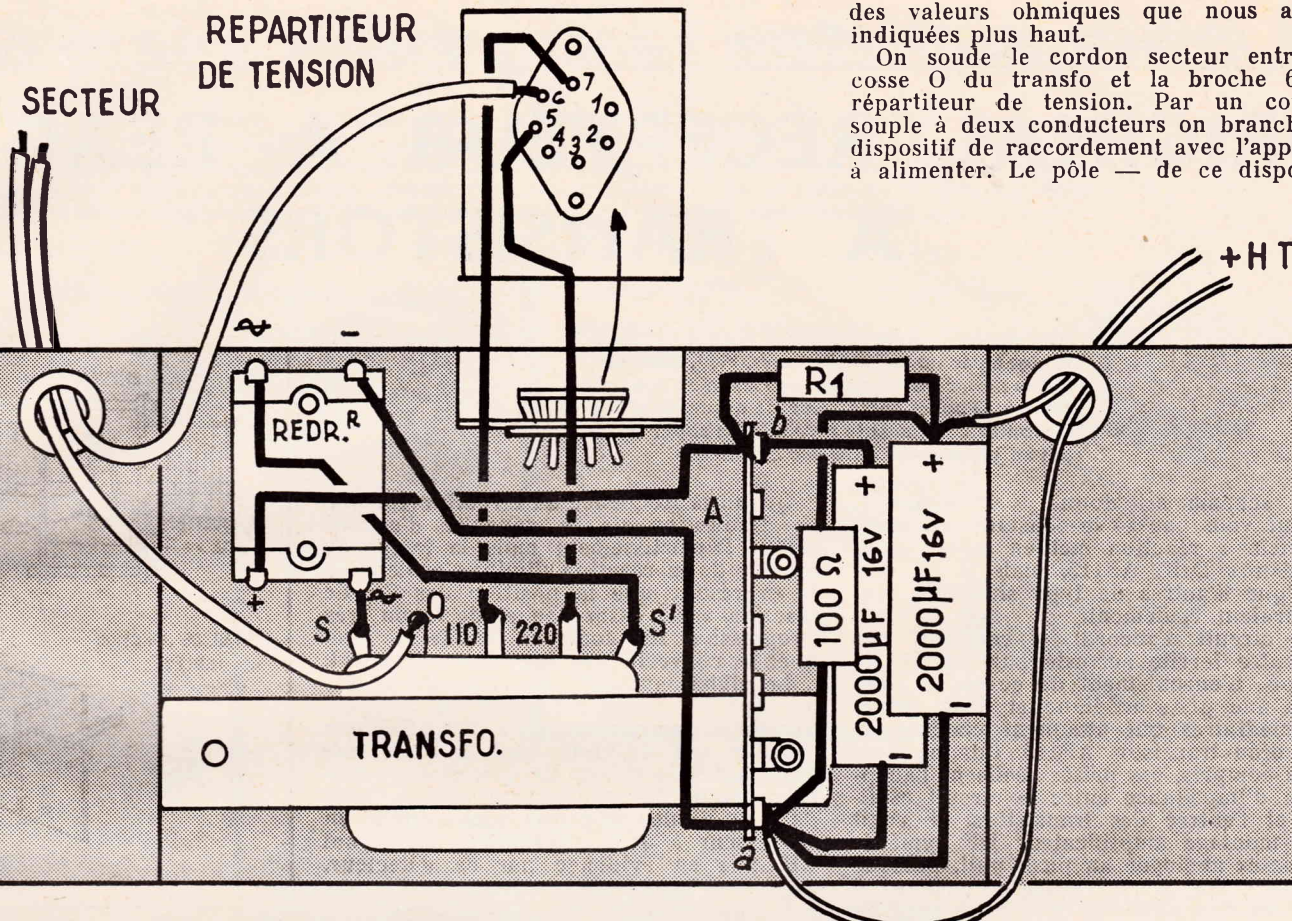 des valeurs ohmiques que nous a
indiquées plus haut.
On soude le cordon secteur entr
cosse O du transfo et la broche 6
répartiteur de tension. Par un co
souple à deux conducteurs on branch
dispositif de raccordement avec l'app
à alimenter. Le pôle — de ce dispo
REPARTITEUR
DE TENSION
SECTEUR
7
6
1
5
4
3
2
+HT
-
R1
REDR.R
b
+
+
A
100 Ω
2000µF 16V
2000µF 16V
+
S
O
110
220
S'
-
-
TRANSFO.
a